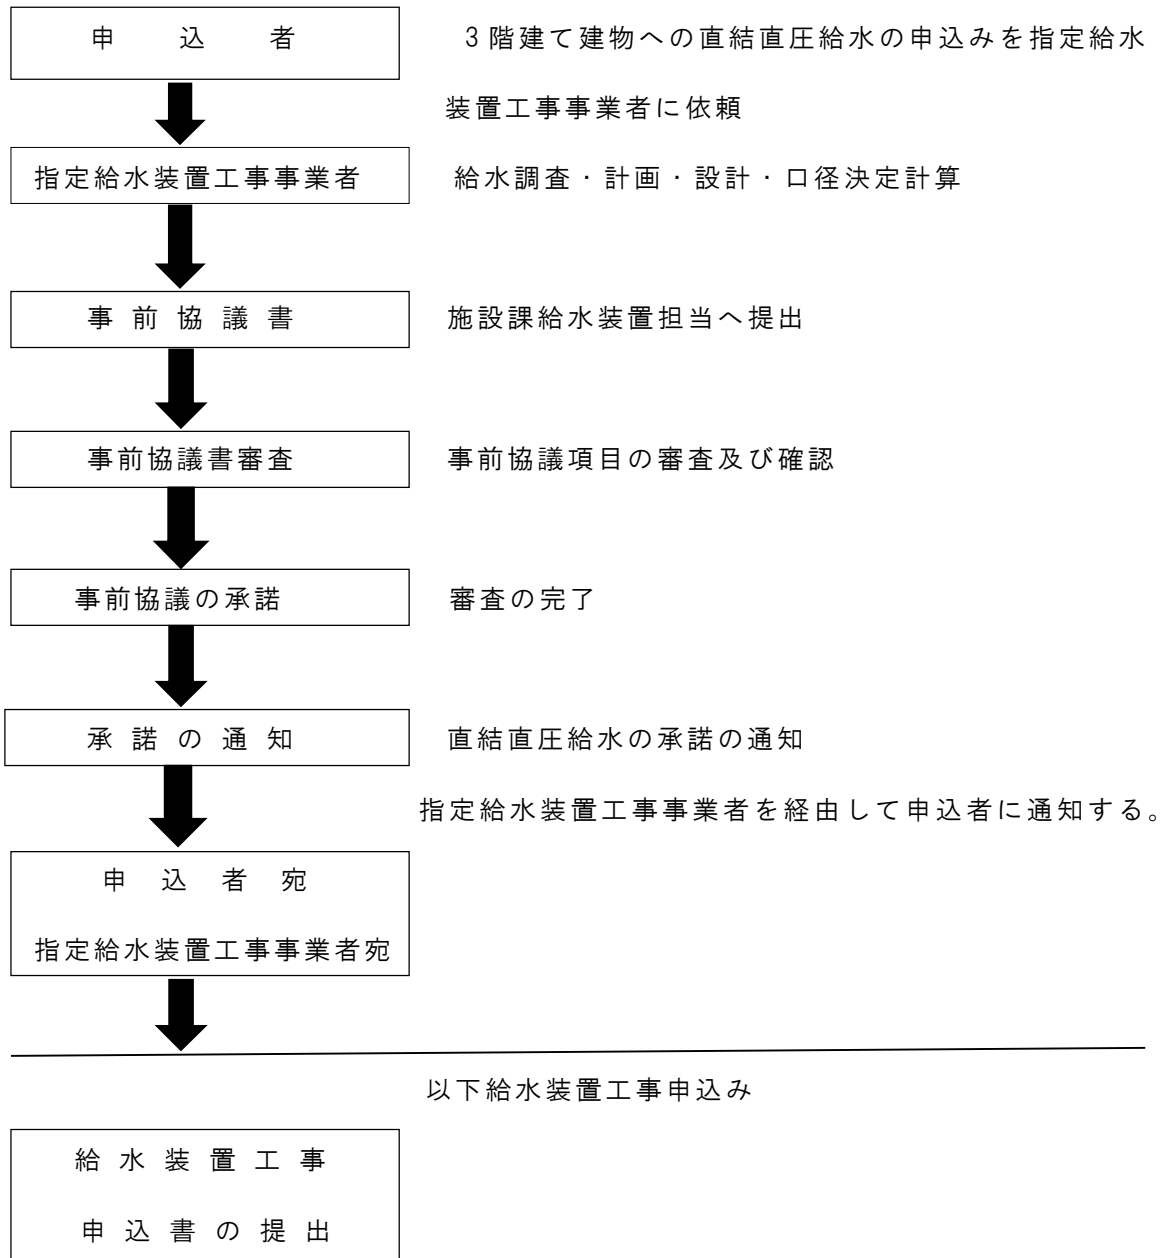 申込者
3階建て建物への直結直圧給水の申込みを指定給水
装置工事事業者に依頼
指定給水装置工事事業者
給水調査・計画・設計・口径決定計算
事前協議書
施設課給水装置担当へ提出
事前協議書審査
事前協議項目の審査及び確認
事前協議の承諾
審査の完了
承諾の通知
直結直圧給水の承諾の通知
指定給水装置工事事業者を経由して申込者に通知する。
申込者宛
指定給水装置工事事業者宛
以下給水装置工事申込み
給水装置工事
申込書の提出